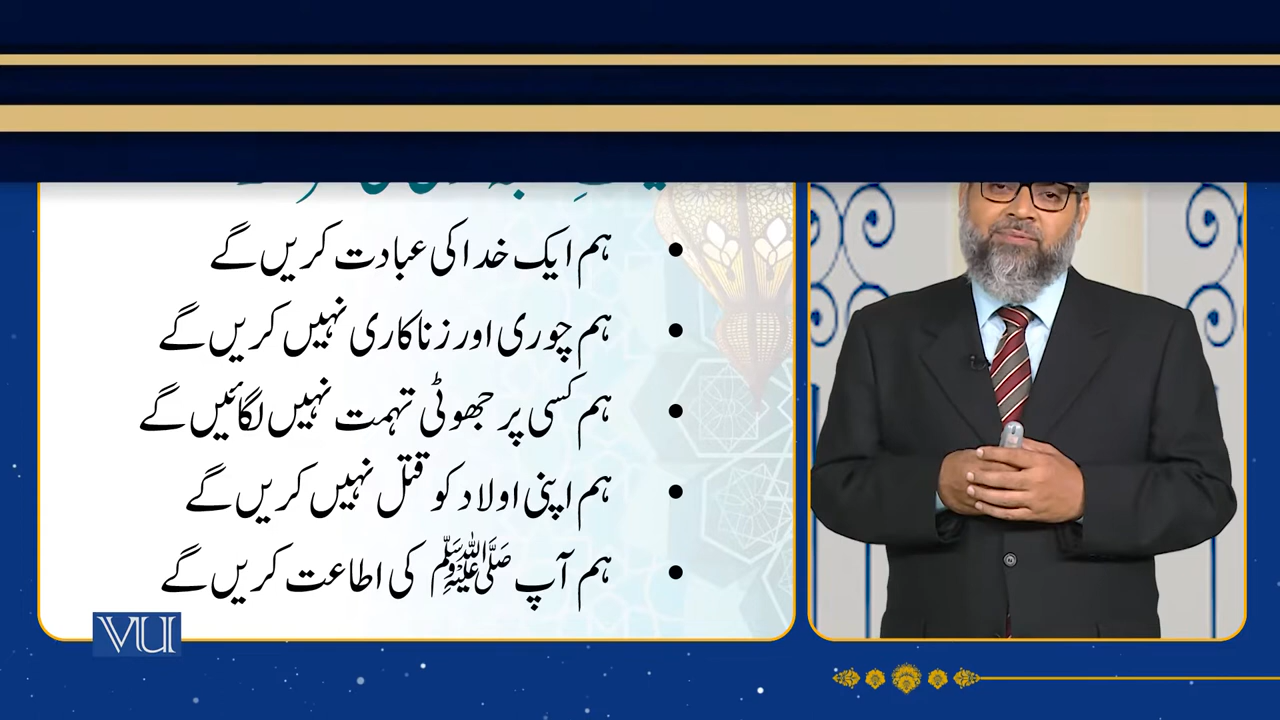 ہم ایک خدا کی عبادت کریں گے
ہم چوری اور زناکاری نہیں کریں گے
ہم کسی پر جھوٹی تہمت نہیں لگائیں گے
ہم اپنی اولاد کو قتل نہیں کریں گے
ہم آپ ﷺ کی اطاعت کریں گے
VU